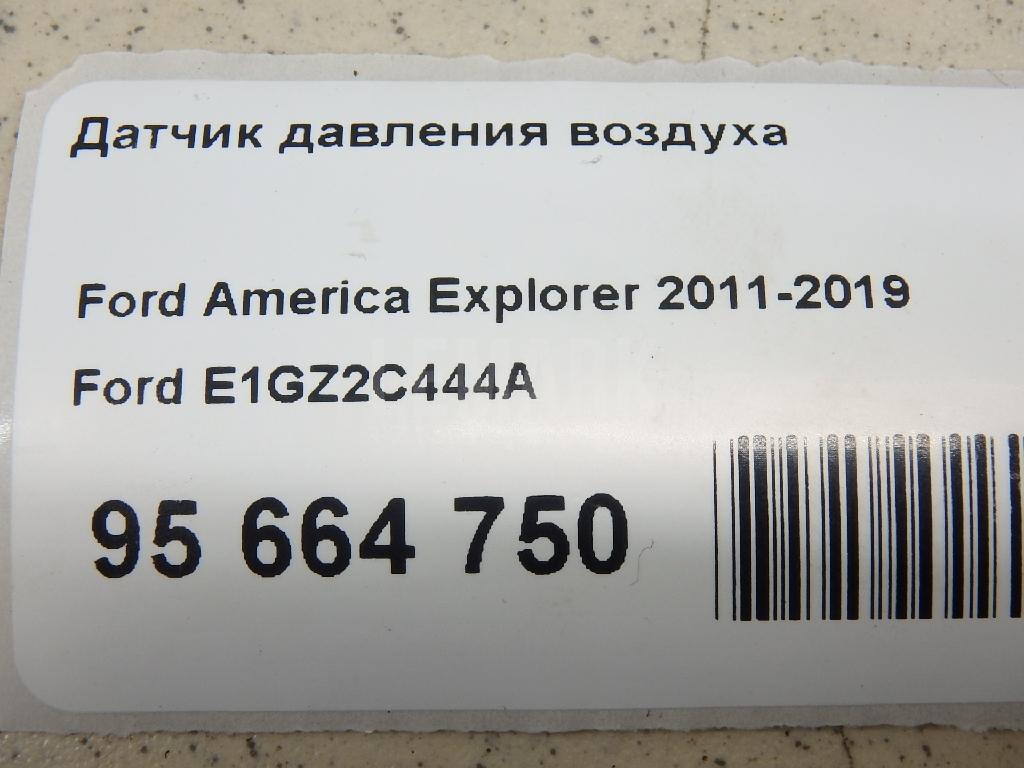 Датчик давления воздуха
Ford America Explorer 2011-2019
Ford E1GZ2C444A
95 664 750